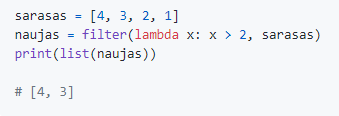 sarasas = [4, 3, 2, 1]
naujas = filter(lambda x: x > 2, sarasas)
print(list(naujas))

# [4, 3]